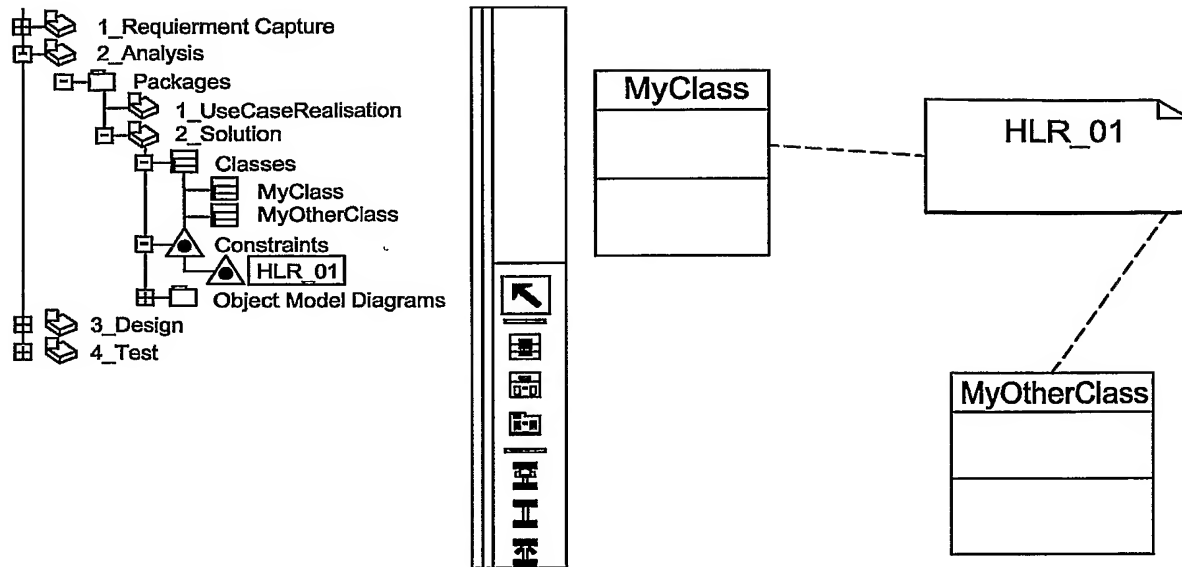 1_Requierment Capture
2_Analysis
Packages
1_UseCaseRealisation
2_Solution
Classes
MyClass
MyOtherClass
Constraints
HLR_01
Object Model Diagrams
3_Design
4_Test
MyClass
HLR_01
MyOtherClass